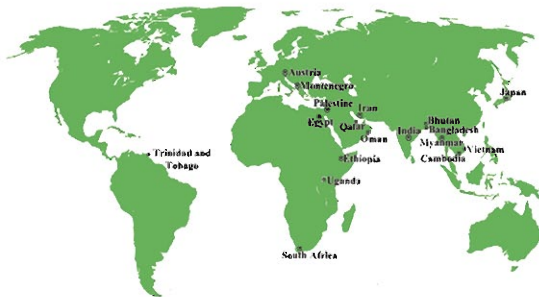 Austria
Montenegro
Japan
Palestine
Iran
Egypt
Qatar
Bhutan
India
Bangladesh
Oman
Myanmar
Vietnam
Trinidad and
Tobago
Ethiopia
Cambodia
Uganda
South Africa